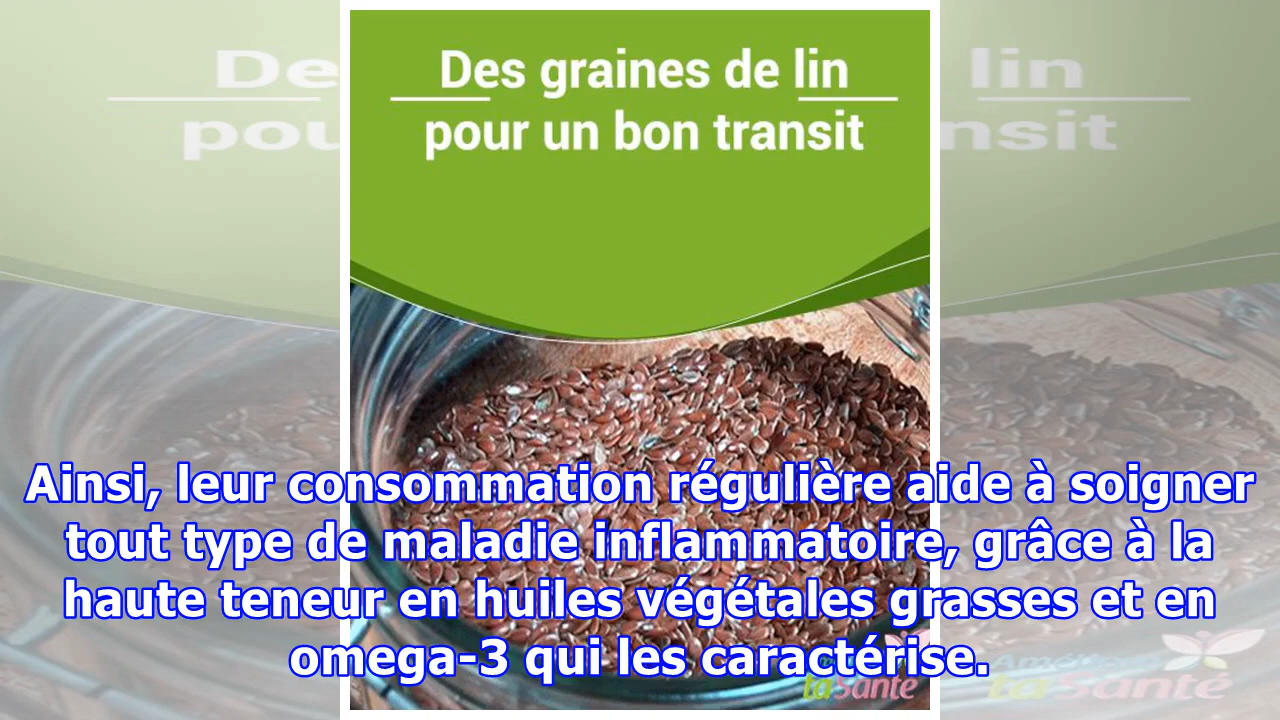 Des graines de lin
pour un bon transit
Ainsi, leur consommation régulière aide à soigner
tout type de maladie inflammatoire, grâce à la
haute teneur en huiles végétales grasses et en
omega-3 qui les caractérise.
taSanté